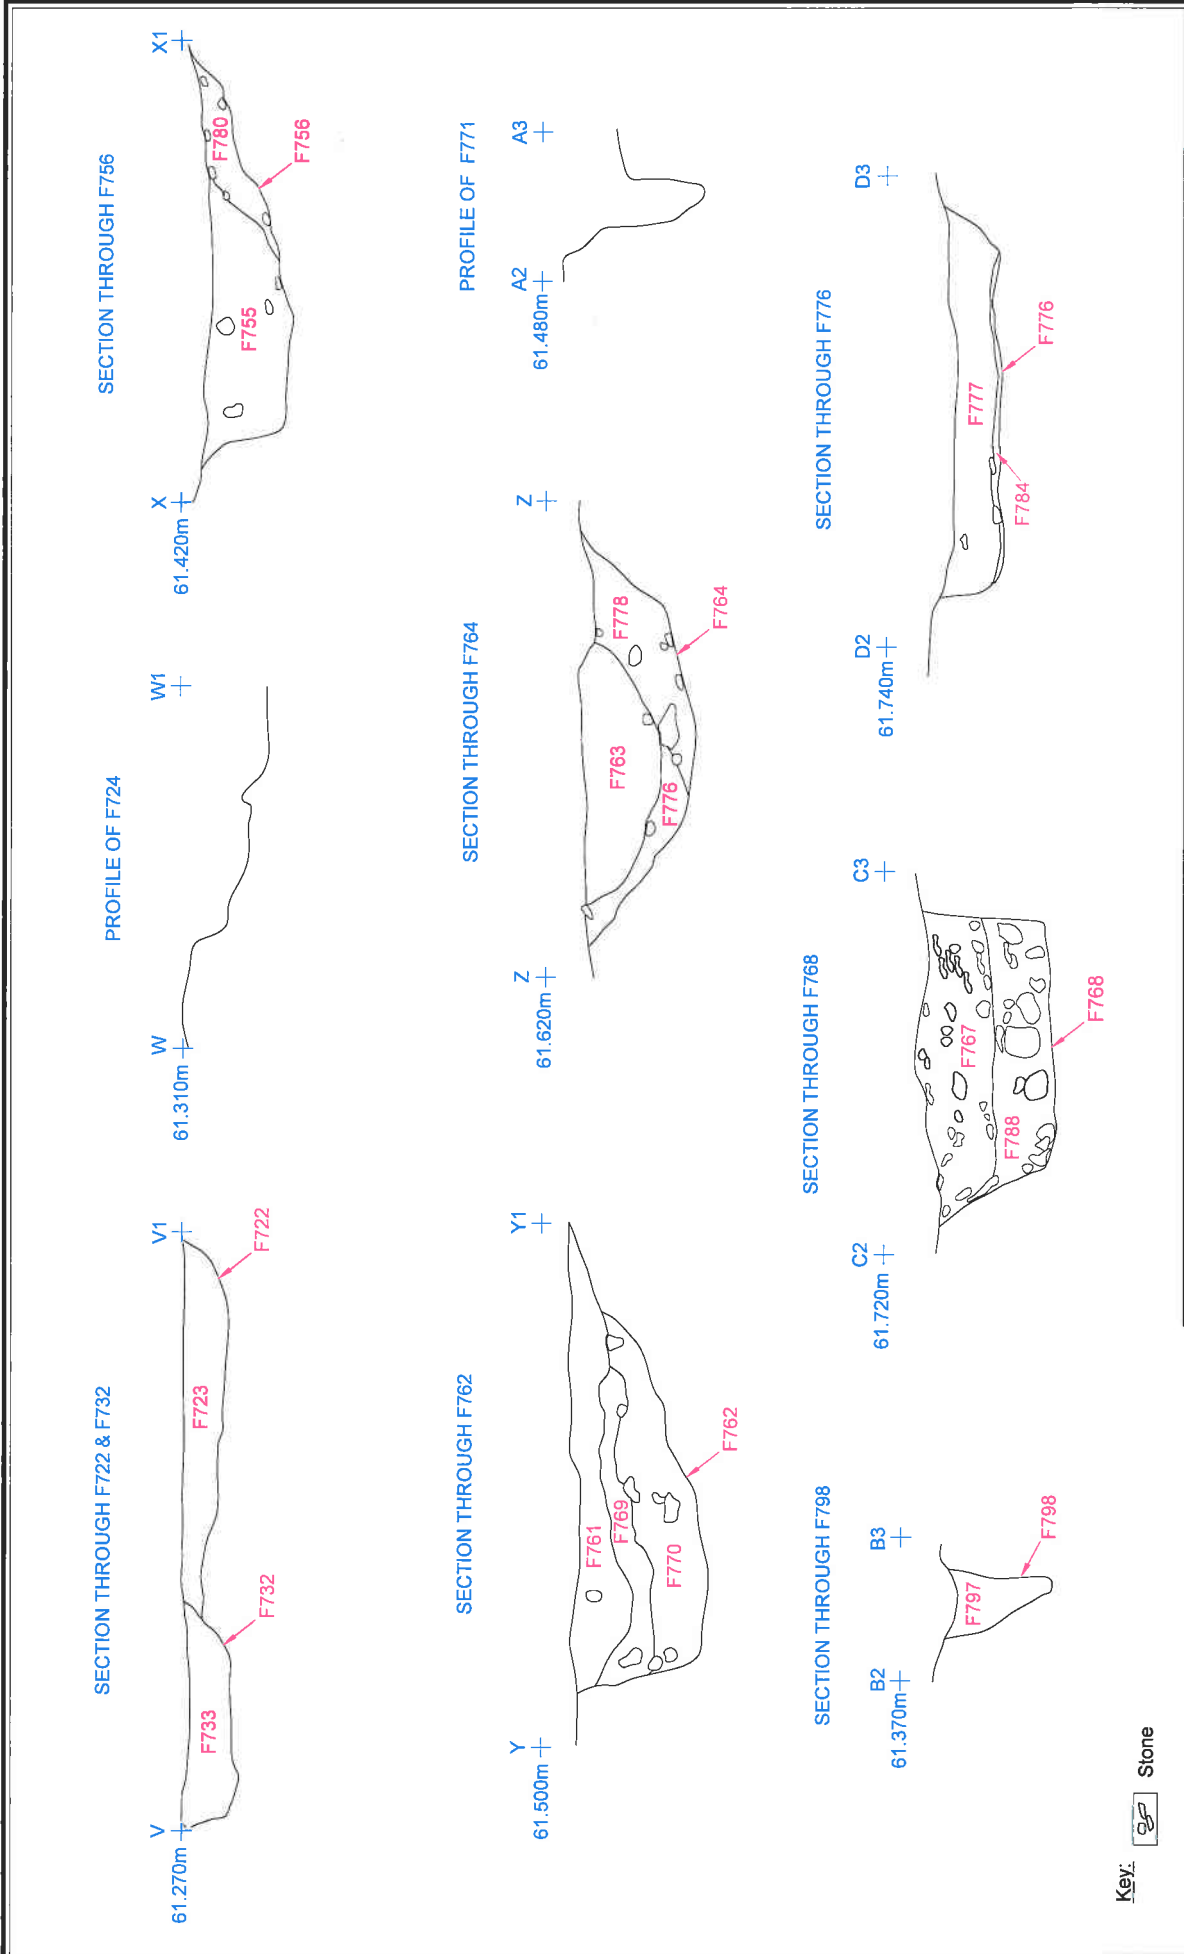 SECTION THROUGH F722 & F732
V
61.270m
V1
F733
F732
F723
F722
PROFILE OF F724
W
61.310m
W1
SECTION THROUGH F756
X
61.420m
X1
F755
F780
F756
SECTION THROUGH F762
Y
61.500m
Y1
F761
F769
F770
F762
SECTION THROUGH F764
Z
61.620m
Z
F763
F776
F778
F764
PROFILE OF F771
A2
61.480m
A3
SECTION THROUGH F798
B2
61.370m
B3
F797
F798
SECTION THROUGH F768
C2
61.720m
C3
F767
F788
F768
SECTION THROUGH F776
D2
61.740m
D3
F777
F784
F776
Key:
Stone